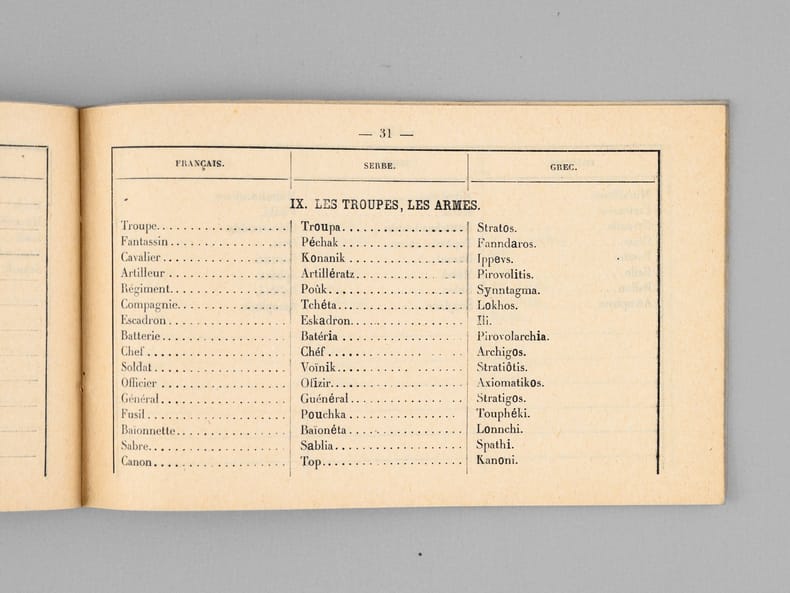 — 31 —
FRANÇAIS. SERBE. GREC.
IX. LES TROUPES, LES ARMES.
Troupe. Troupa. Stratos.
Fantassin Péchak Fanndaros.
Cavalier Konanik Ippevs.
Artilleur Artillératz. Pirovolitis.
Régiment. Poûk. Synntagma.
Compagnie. Tchéta. Lokhos.
Escadron Eskadron. Ili.
Batterie Batéria Pirovolarchia.
Chef Chéf Archigos.
Soldat Voïnik. Stratiôtis.
Officier Ofizir. Axiomatikos.
Général Guénéral. Stratigos.
Fusil Pouchka Touphéki.
Baïonnette. Baïonéta. Lonnchi.
Sabre. Sablia Spathi.
Canon. Top. Kanoni.